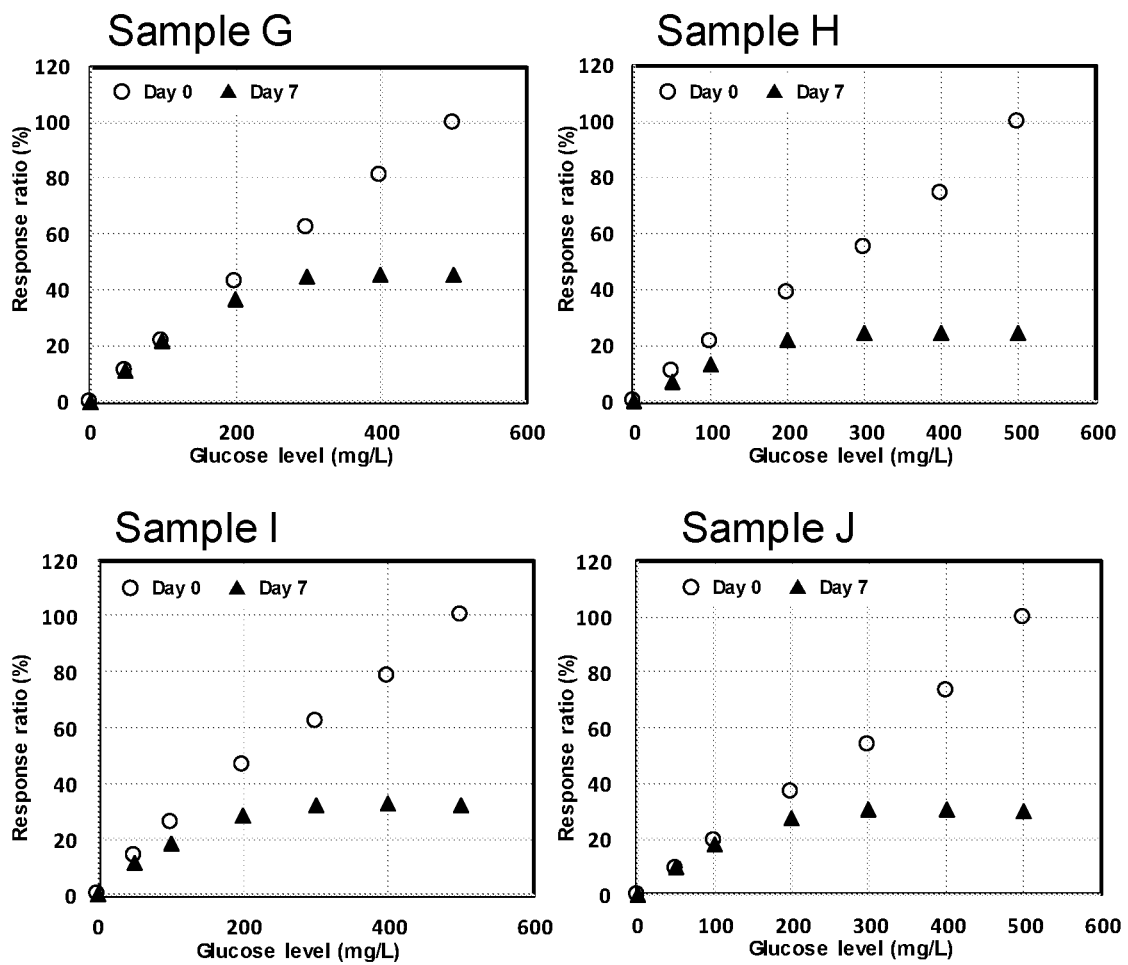 Sample G
120
100
80
60
40
20
0
Response ratio (%)
Day 0 Day 7
0 200 400 600
Glucose level (mg/L)
Sample H
120
100
80
60
40
20
0
Response ratio (%)
Day 0 Day 7
0 100 200 300 400 500 600
Glucose level (mg/L)
Sample I
120
100
80
60
40
20
0
Response ratio (%)
Day 0 Day 7
0 200 400 600
Glucose level (mg/L)
Sample J
120
100
80
60
40
20
0
Response ratio (%)
Day 0 Day 7
0 100 200 300 400 500 600
Glucose level (mg/L)